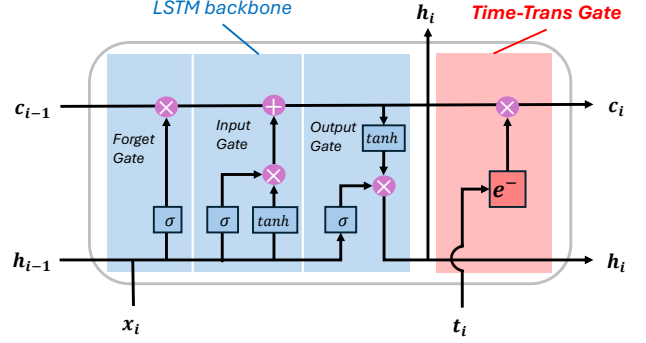 LSTM backbone
h_i
Time-Trans Gate
c_{i-1}
c_i
Forget
Gate
Input
Gate
Output
Gate
tanh
σ
σ
tanh
σ
e^-
h_{i-1}
h_i
x_i
t_i